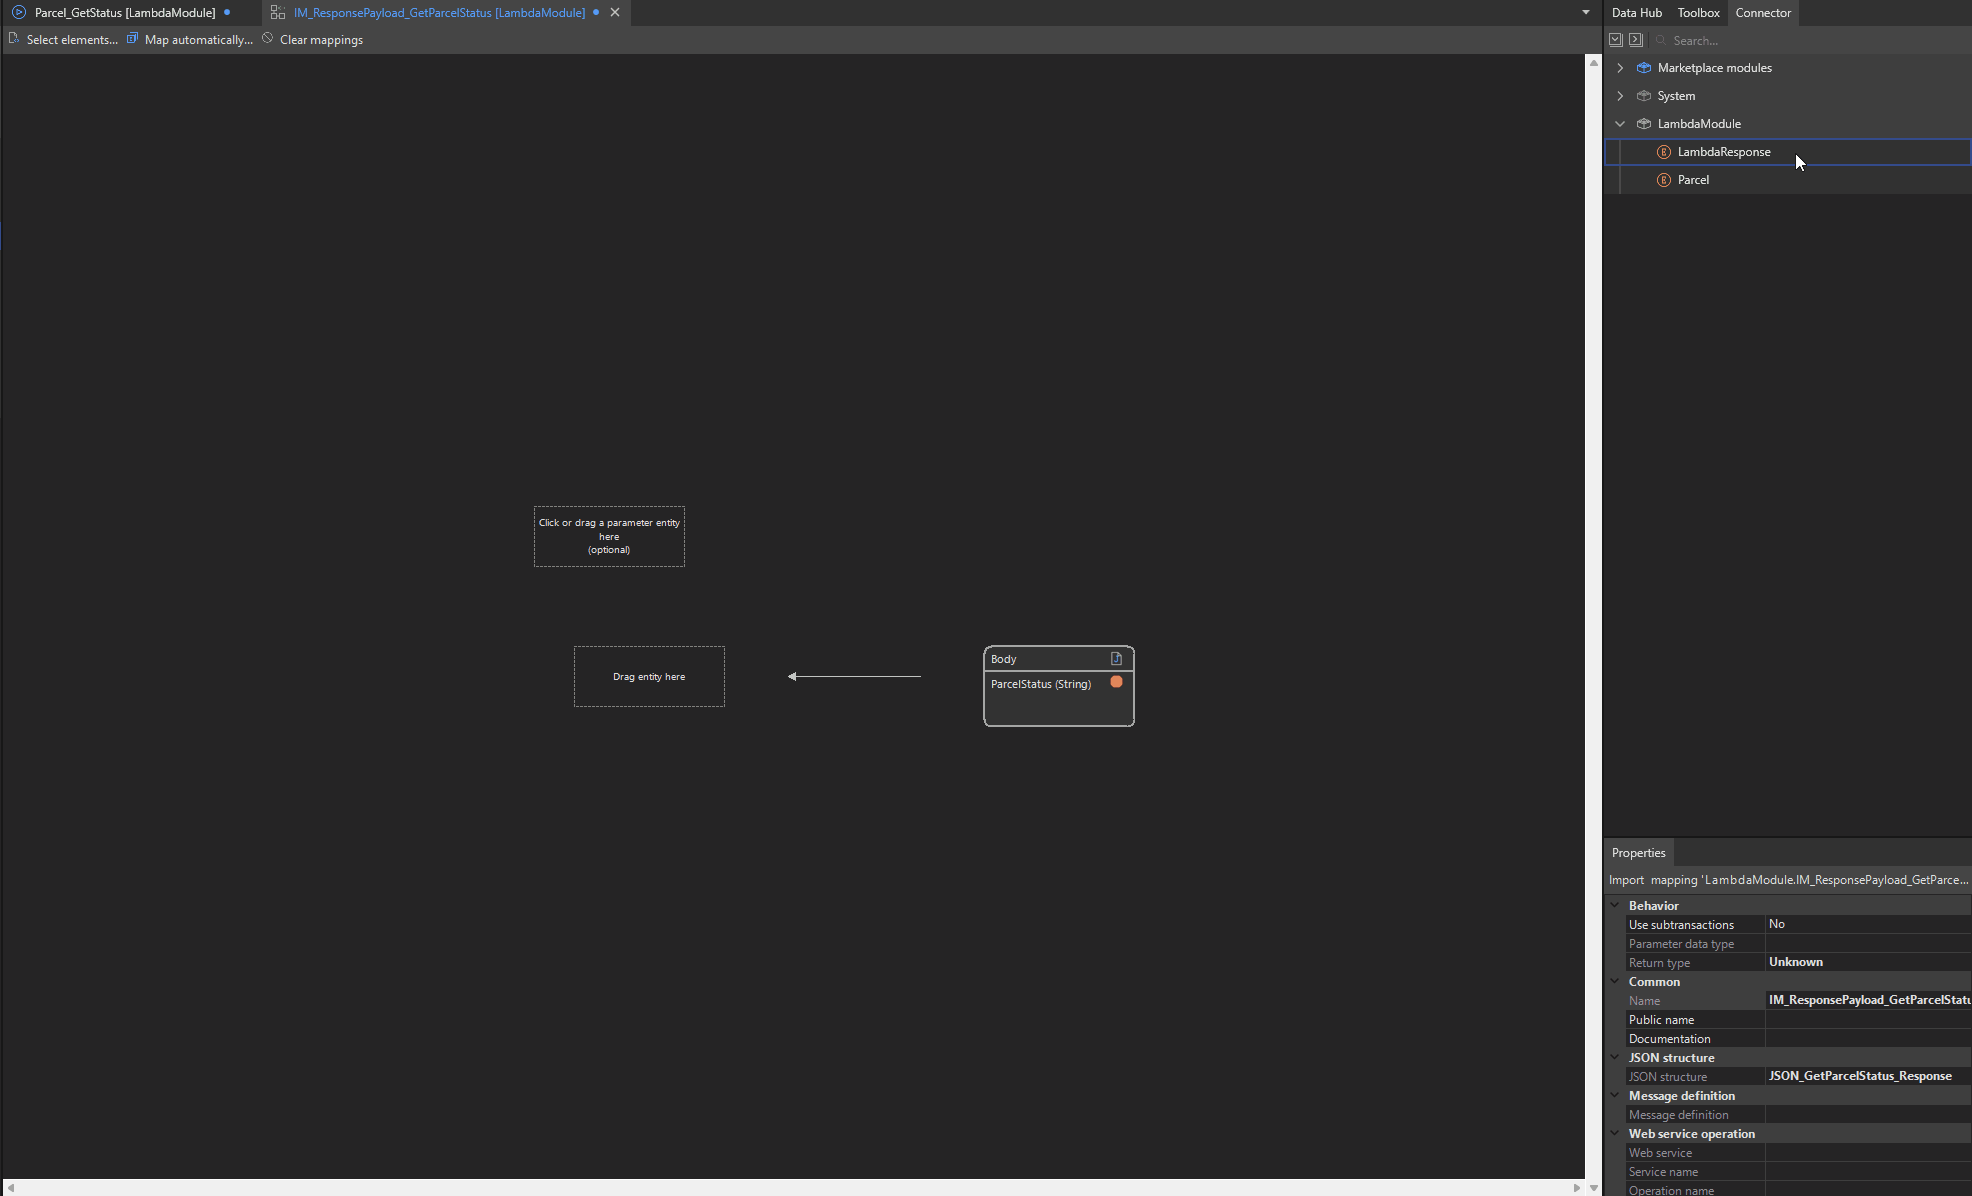 Parcel_GetStatus [LambdaModule]
IM_ResponsePayload_GetParcelStatus [LambdaModule]
Select elements...
Map automatically...
Clear mappings
Click or drag a parameter entity
here
(optional)
Drag entity here
Body
ParcelStatus (String)
Data Hub
Toolbox
Connector
Search...
Marketplace modules
System
LambdaModule
LambdaResponse
Parcel
Properties
Import mapping 'LambdaModule.IM_ResponsePayload_GetParce...
Behavior
Use subtransactions No
Parameter data type
Return type Unknown
Common
Name IM_ResponsePayload_GetParcelStatu
Public name
Documentation
JSON structure
JSON structure JSON_GetParcelStatus_Response
Message definition
Message definition
Web service operation
Web service
Service name
Operation name